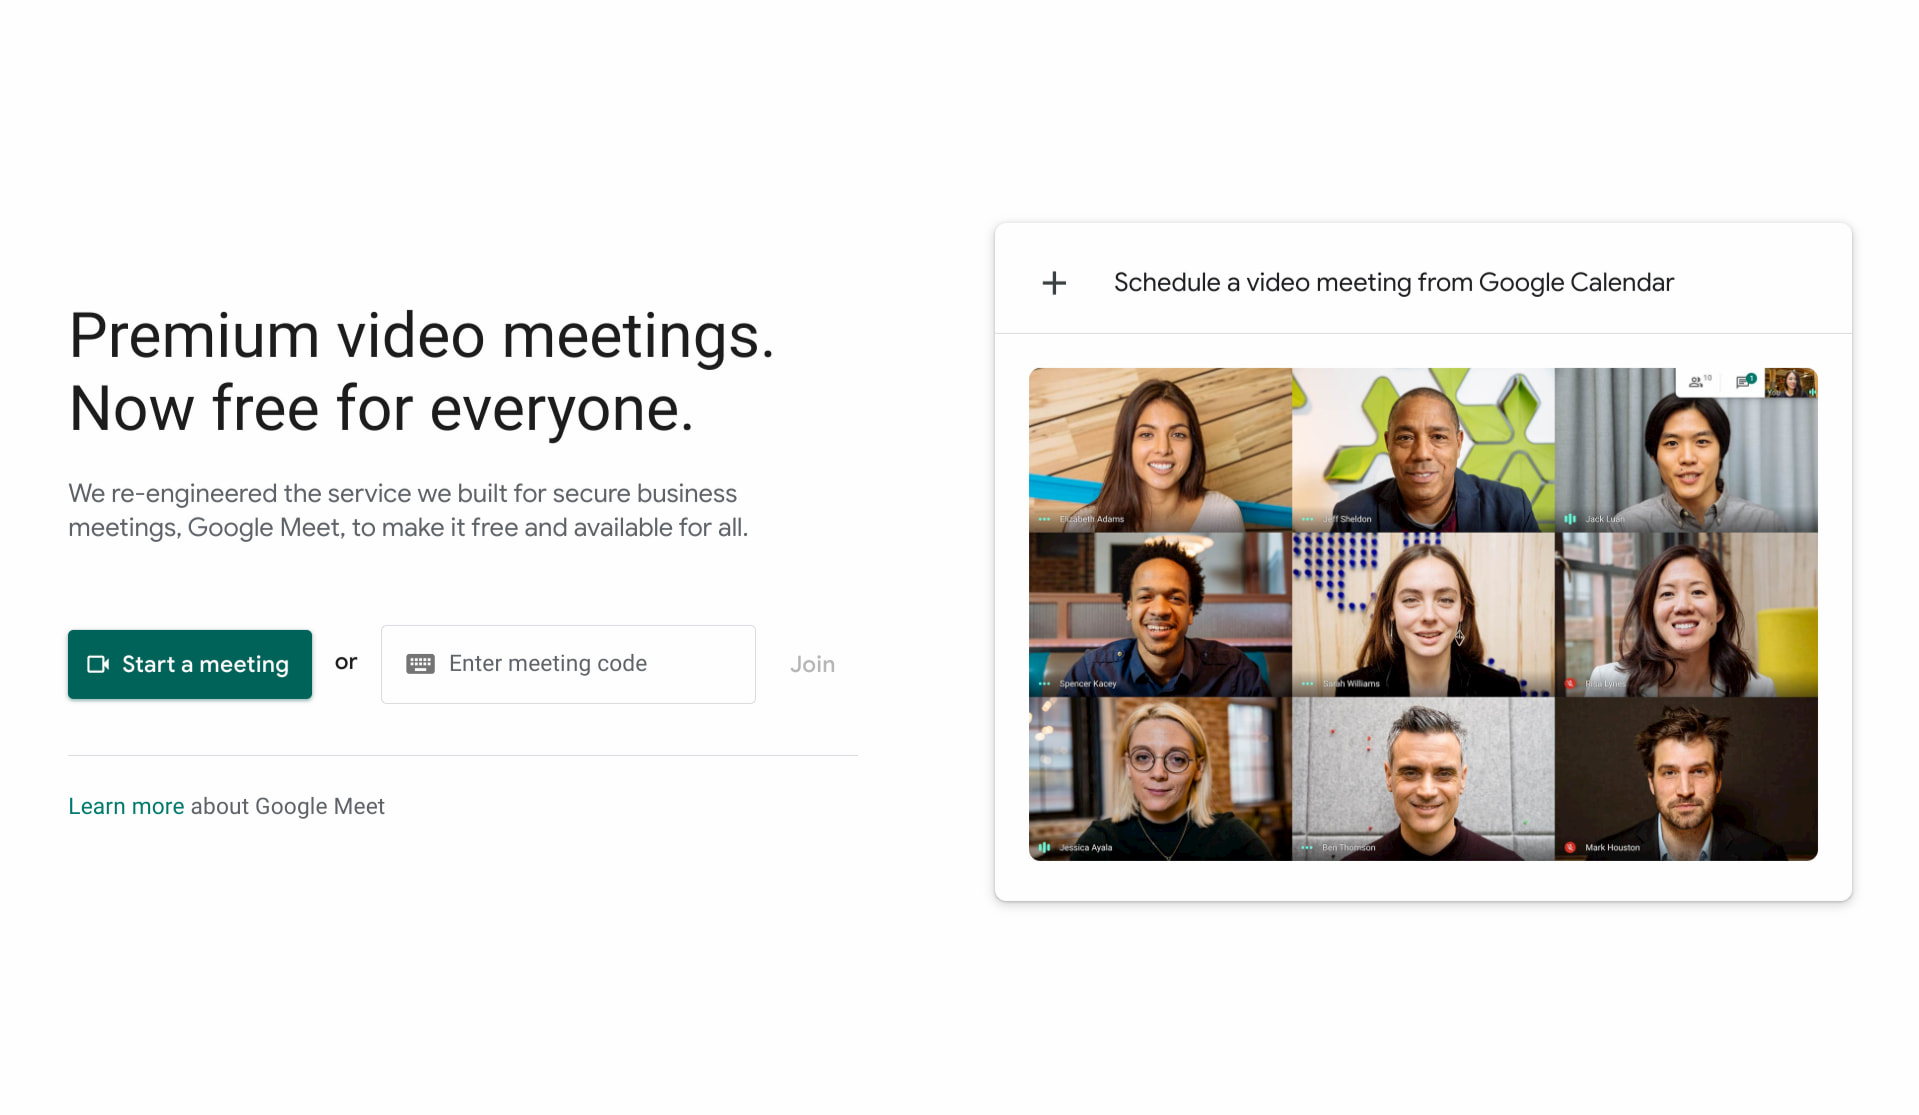 Premium video meetings.
Now free for everyone.
We re-engineered the service we built for secure business
meetings, Google Meet, to make it free and available for all.
Start a meeting
or
Enter meeting code
Join
Learn more about Google Meet
Schedule a video meeting from Google Calendar
10
1
You
Elizabeth Adams
Jeff Sheldon
Jack Luan
Spencer Kacey
Sarah Williams
Risa Lynes
Jessica Ayala
Ben Thomson
Mark Houston